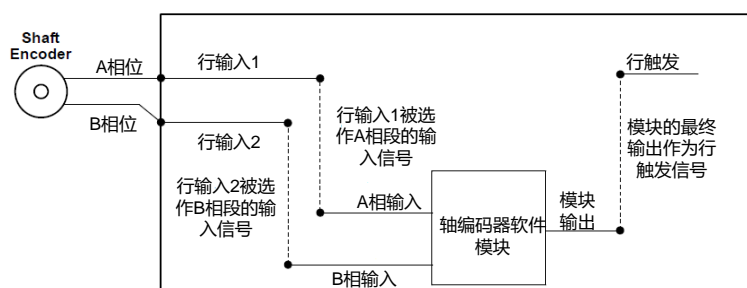 Shaft
Encoder
A相位
行输入1
行触发
B相位
行输入2
行输入1被选
作A相段的输
入信号
模块的最终
输出作为行
触发信号
行输入2被选
作B相段的输
入信号
A相输入
轴编码器软件
模块
模块
输出
B相输入